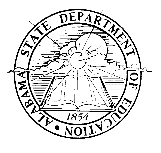 ALABAMA STATE DEPARTMENT OF EDUCATION
1854